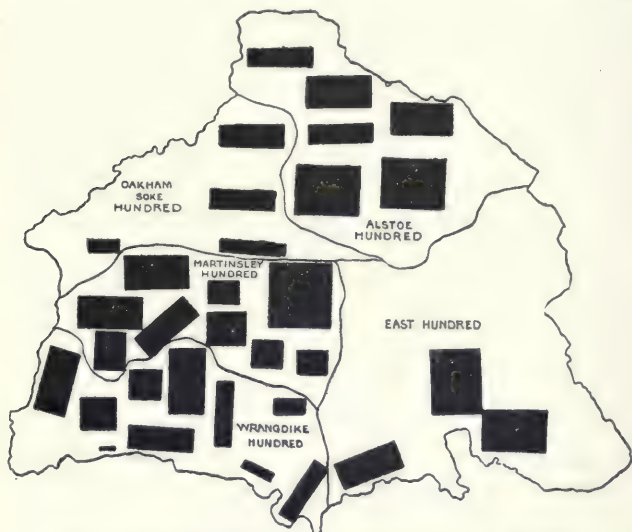 OAKHAM
SOKE
HUNDRED
ALSTOE
HUNDRED
MARTINSLEY
HUNDRED
EAST HUNDRED
WRANGDIKE
HUNDRED